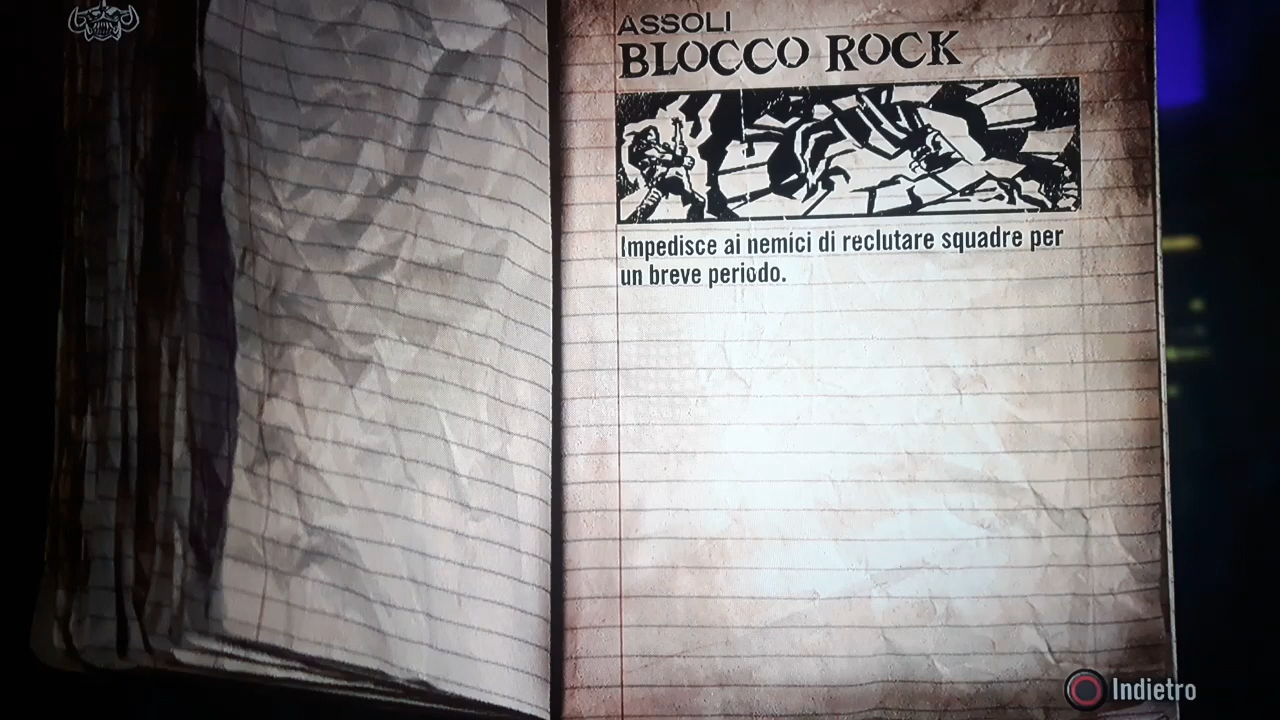 ASSOLI
BLOCCO ROCK
Impedisce ai nemici di reclutare squadre per
un breve periodo.
Indietro